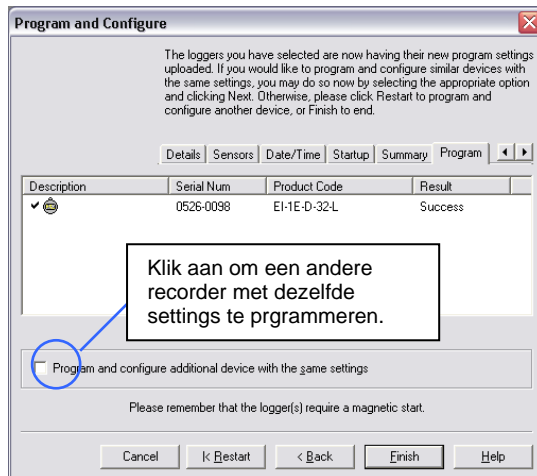 Program and Configure
The loggers you have selected are now having their new program settings
uploaded. If you would like to program and configure similar devices with
the same settings, you may do so now by selecting the appropriate option
and clicking Next. Otherwise, please click Restart to program and
configure another device, or Finish to end.
Details Sensors Date/Time Startup Summary Program
Description Serial Num Product Code Result
0526-0098 EI-1E-D-32-L Success
Klik aan om een andere
recorder met dezelfde
settings te prgrammeren.
Program and configure additional device with the same settings
Please remember that the logger(s) require a magnetic start.
Cancel |< Restart < Back Finish Help